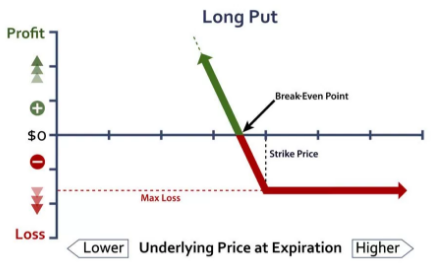 Long Put
Profit
Break-Even Point
$0
Strike Price
Max Loss
Loss
Lower Underlying Price at Expiration Higher